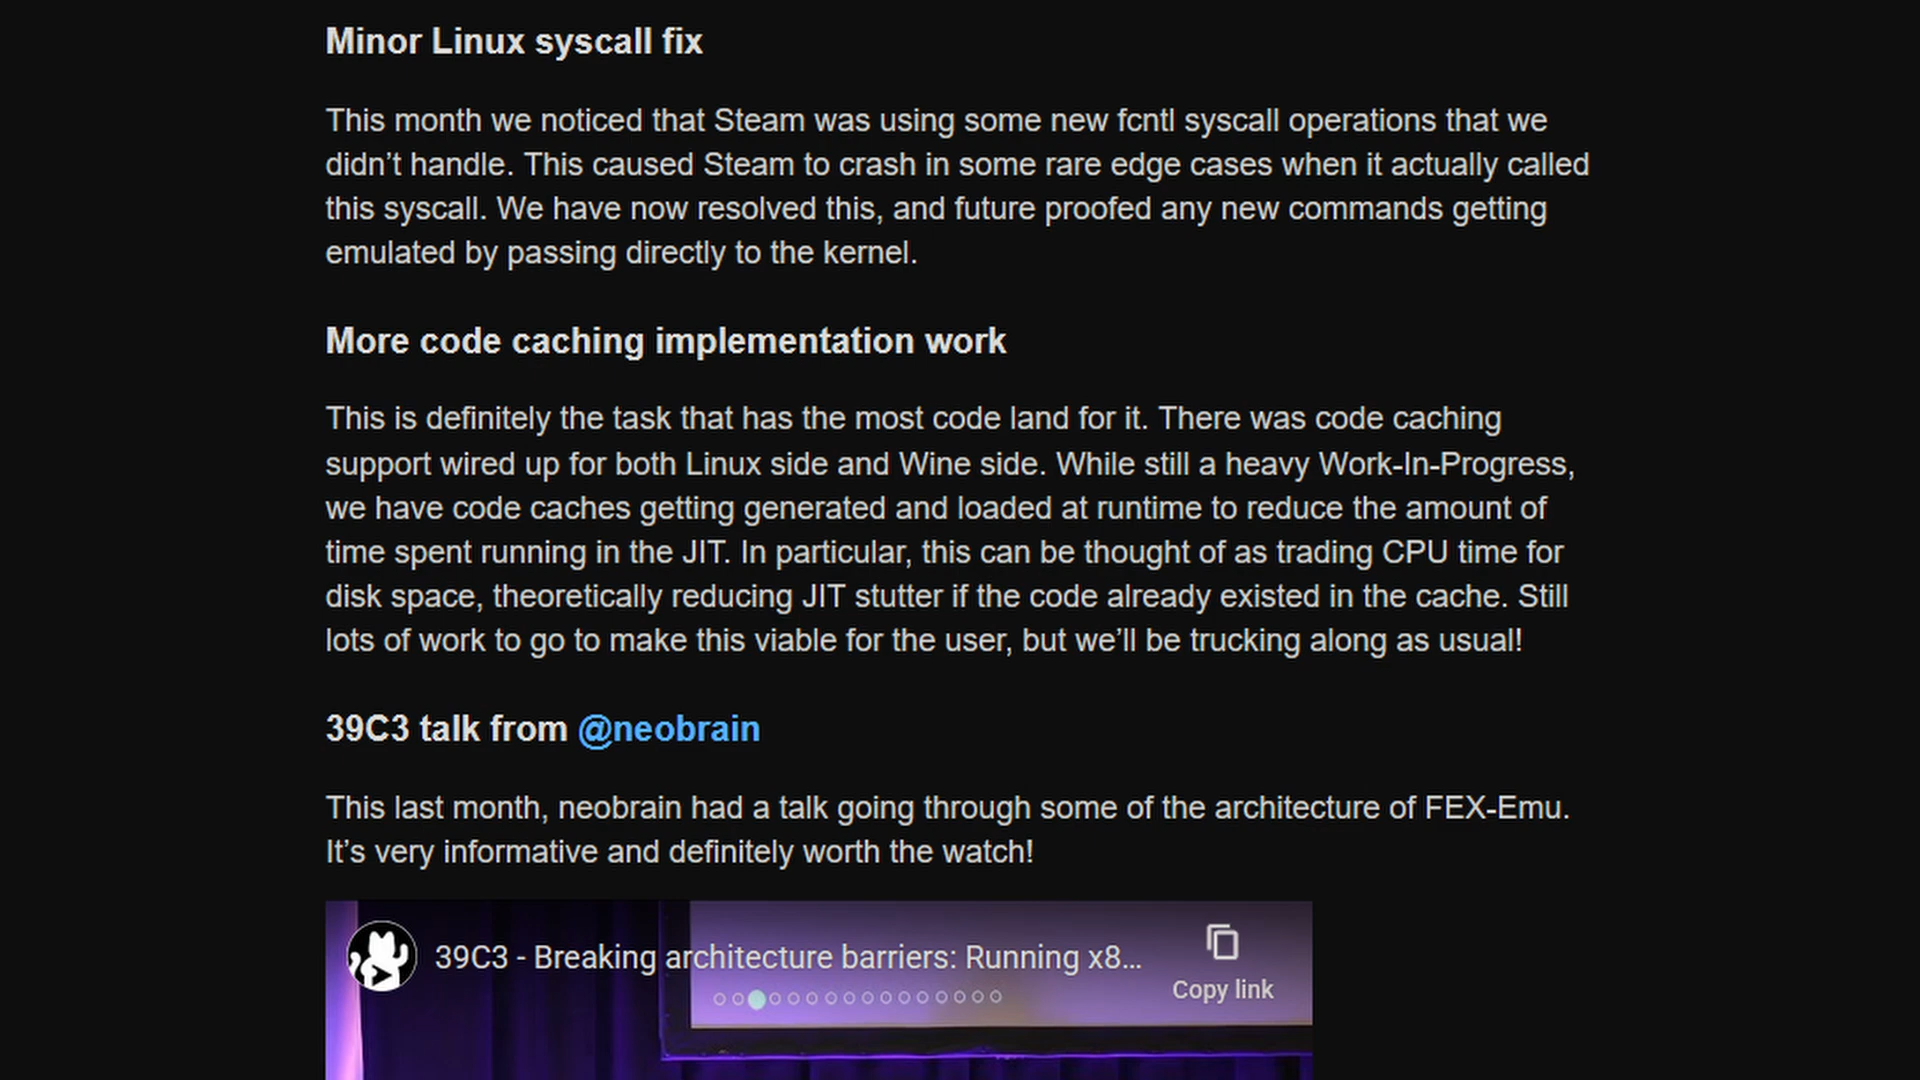 Minor Linux syscall fix
This month we noticed that Steam was using some new fcntl syscall operations that we
didn’t handle. This caused Steam to crash in some rare edge cases when it actually called
this syscall. We have now resolved this, and future proofed any new commands getting
emulated by passing directly to the kernel.
More code caching implementation work
This is definitely the task that has the most code land for it. There was code caching
support wired up for both Linux side and Wine side. While still a heavy Work-In-Progress,
we have code caches getting generated and loaded at runtime to reduce the amount of
time spent running in the JIT. In particular, this can be thought of as trading CPU time for
disk space, theoretically reducing JIT stutter if the code already existed in the cache. Still
lots of work to go to make this viable for the user, but we’ll be trucking along as usual!
39C3 talk from @neobrain
This last month, neobrain had a talk going through some of the architecture of FEX-Emu.
It’s very informative and definitely worth the watch!
39C3 - Breaking architecture barriers: Running x8...
Copy link